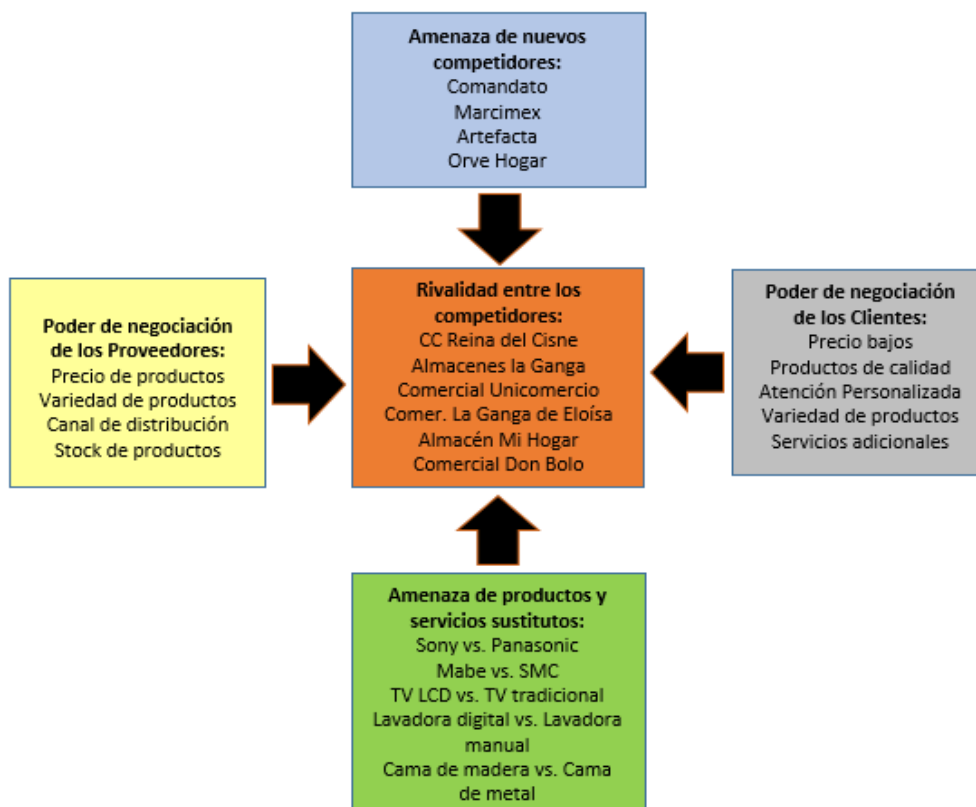 Amenaza de nuevos
competidores:
Comandato
Marcimex
Artefacta
Orve Hogar
Poder de negociación
de los Proveedores:
Precio de productos
Variedad de productos
Canal de distribución
Stock de productos
Rivalidad entre los
competidores:
CC Reina del Cisne
Almacenes la Ganga
Comercial Unicomercio
Comer. La Ganga de Eloísa
Almacén Mi Hogar
Comercial Don Bolo
Poder de negociación
de los Clientes:
Precio bajos
Productos de calidad
Atención Personalizada
Variedad de productos
Servicios adicionales
Amenaza de productos y
servicios sustitutos:
Sony vs. Panasonic
Mabe vs. SMC
TV LCD vs. TV tradicional
Lavadora digital vs. Lavadora
manual
Cama de madera vs. Cama
de metal